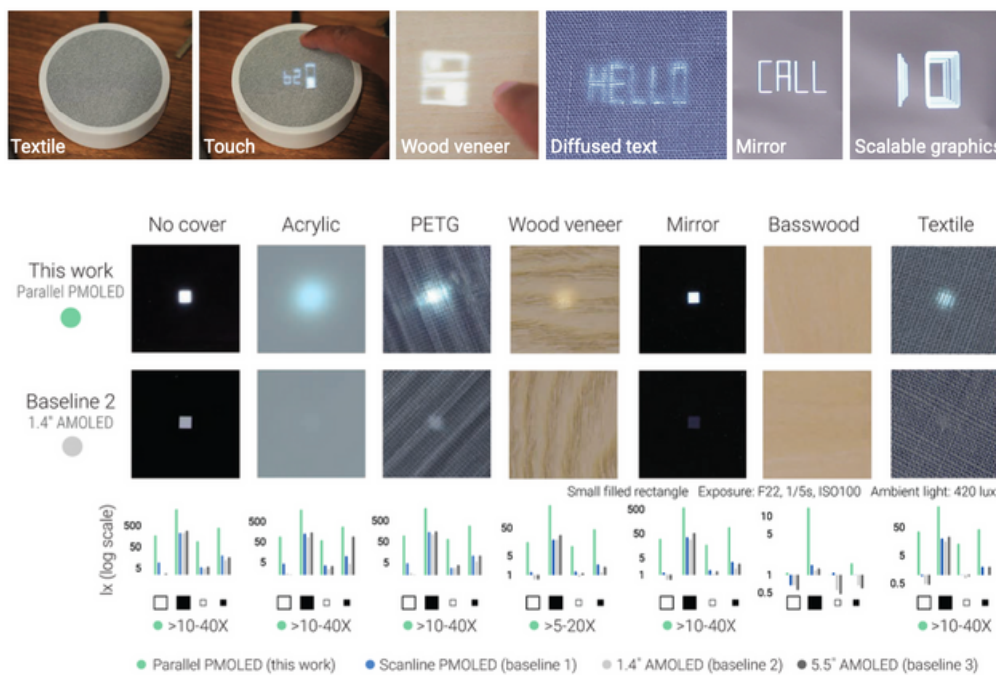 Textile
Touch
Wood veneer
HELLO
Diffused text
CALL
Mirror
Scalable graphics
No cover Acrylic PETG Wood veneer Mirror Basswood Textile
This work
Parallel PMOLED
Baseline 2
1.4" AMOLED
Small filled rectangle Exposure: F22, 1/5s, ISO100 Ambient light: 420 lux
lx (log scale)
500 500 500 50 500 10 500
50 50 50 5 50 5 50
5 5 5 1 5 1 5
0.5 0.5
>10-40X >10-40X >10-40X >5-20X >10-40X >10-40X
Parallel PMOLED (this work) Scanline PMOLED (baseline 1) 1.4" AMOLED (baseline 2) 5.5" AMOLED (baseline 3)